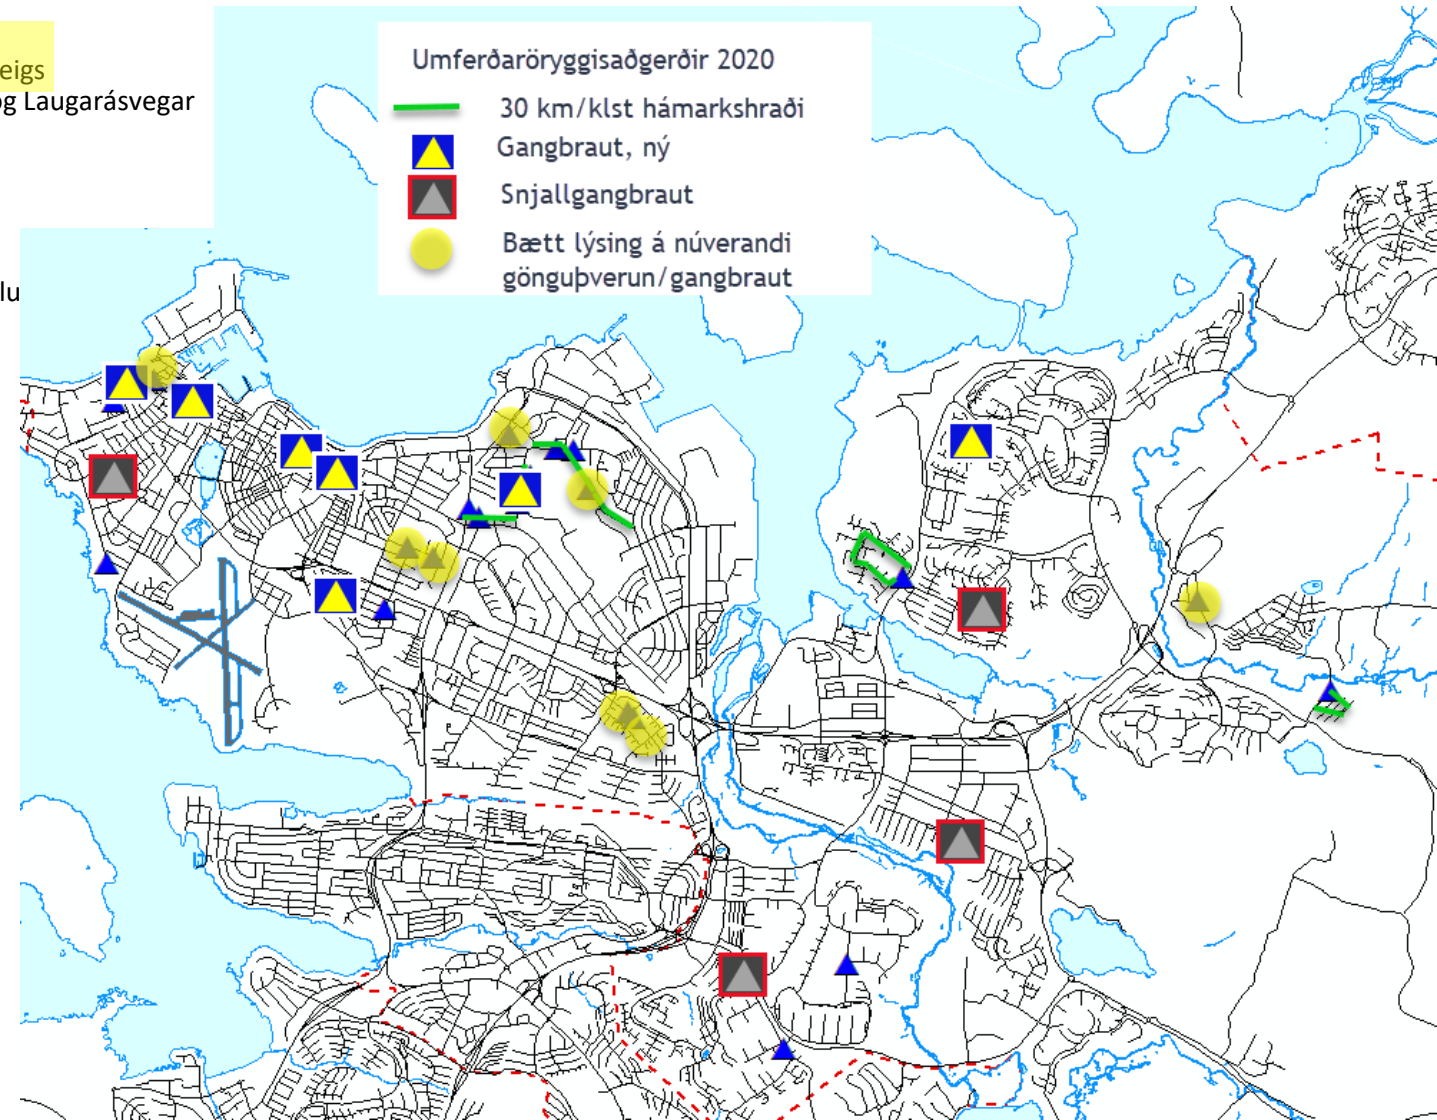 eigs
og Laugarásvegar
lu
Umferðaröryggisaðgerðir 2020
30 km/klst hámarkshraði
Gangbraut, ný
Snjallgangbraut
Bætt lýsing á núverandi
gönguþverun/gangbraut